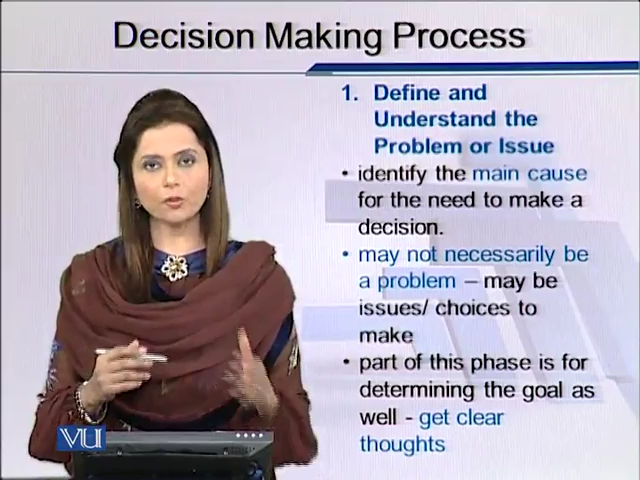 Decision Making Process
1. Define and
Understand the
Problem or Issue
• identify the main cause
for the need to make a
decision.
• may not necessarily be
a problem – may be
issues/ choices to
make
• part of this phase is for
determining the goal as
well - get clear
thoughts
VU